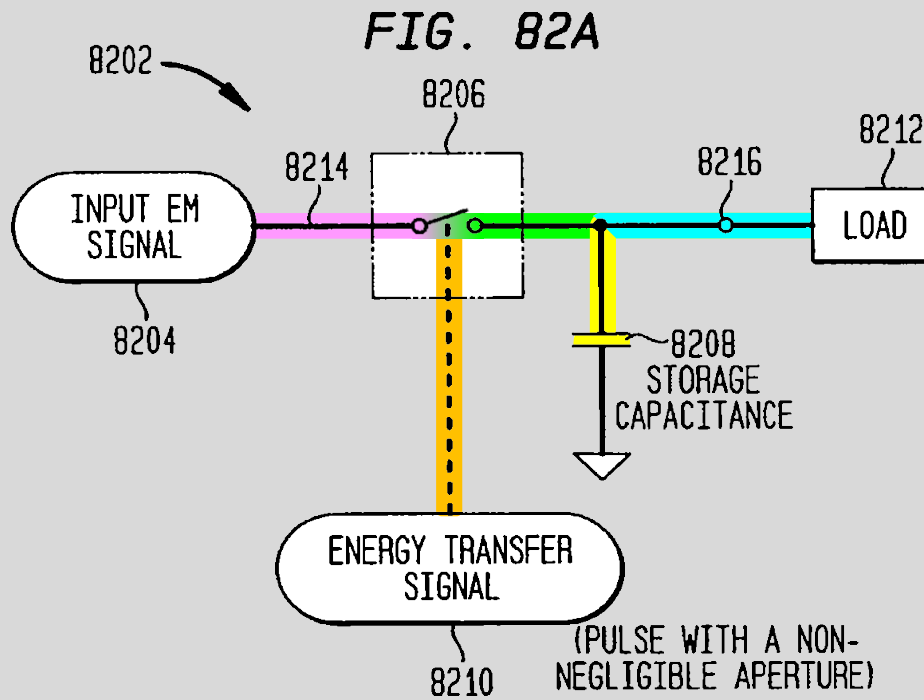 FIG. 82A
8202
8206
8212
8214
8216
INPUT EM
SIGNAL
LOAD
8204
8208
STORAGE
CAPACITANCE
ENERGY TRANSFER
SIGNAL
8210
(PULSE WITH A NON-
NEGLIGIBLE APERTURE)